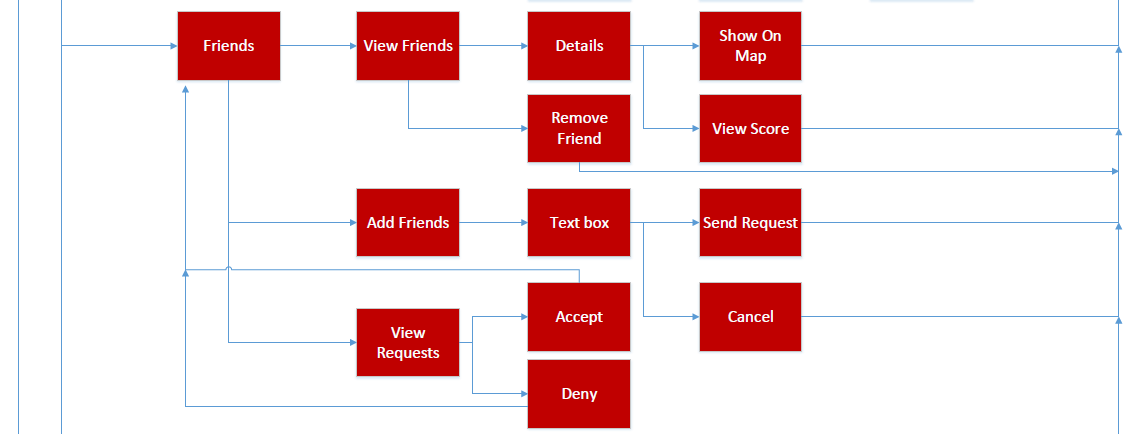 Friends
View Friends
Details
Show On
Map
Remove
Friend
View Score
Add Friends
Text box
Send Request
View
Requests
Accept
Cancel
Deny